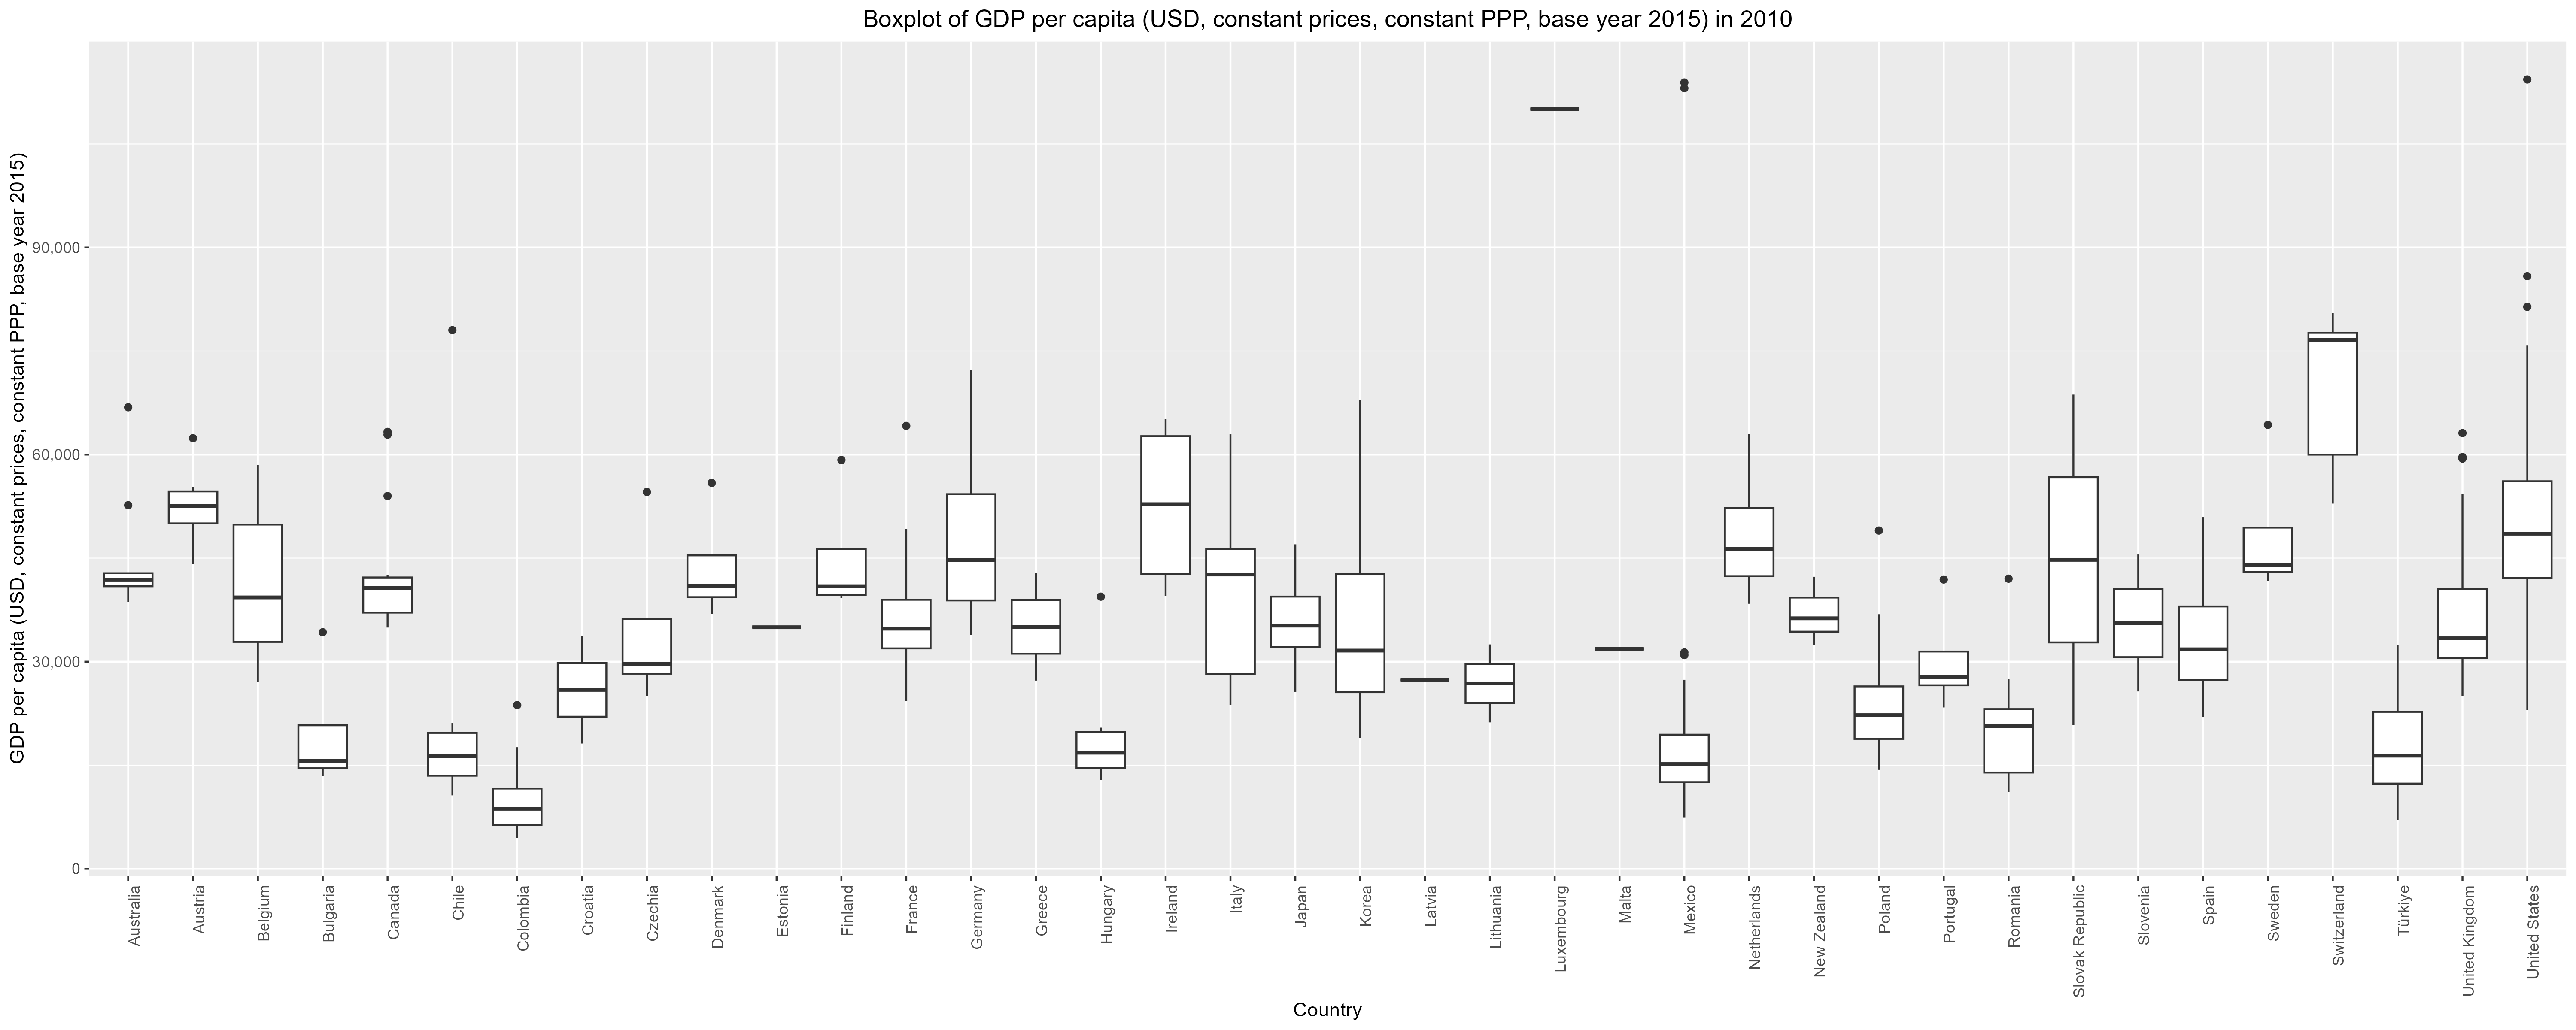 Boxplot of GDP per capita (USD, constant prices, constant PPP, base year 2015) in 2010
GDP per capita (USD, constant prices, constant PPP, base year 2015)
90,000
60,000
30,000
0
Australia
Austria
Belgium
Bulgaria
Canada
Chile
Colombia
Croatia
Czechia
Denmark
Estonia
Finland
France
Germany
Greece
Hungary
Ireland
Italy
Japan
Korea
Latvia
Lithuania
Luxembourg
Malta
Mexico
Netherlands
New Zealand
Poland
Portugal
Romania
Slovak Republic
Slovenia
Spain
Sweden
Switzerland
Türkiye
United Kingdom
United States
Country